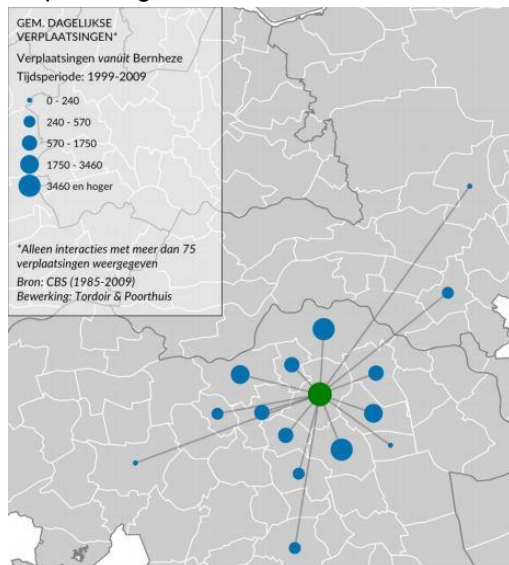 GEM. DAGELIJKSE
VERPLAATSINGEN*
Verplaatsingen vanuit Bernheze
Tijdsperiode: 1999-2009
0 - 240
240 - 570
570 - 1750
1750 - 3460
3460 en hoger
*Alleen interacties met meer dan 75
verplaatsingen weergegeven
Bron: CBS (1985-2009)
Bewerking: Tordoir & Poorthuis